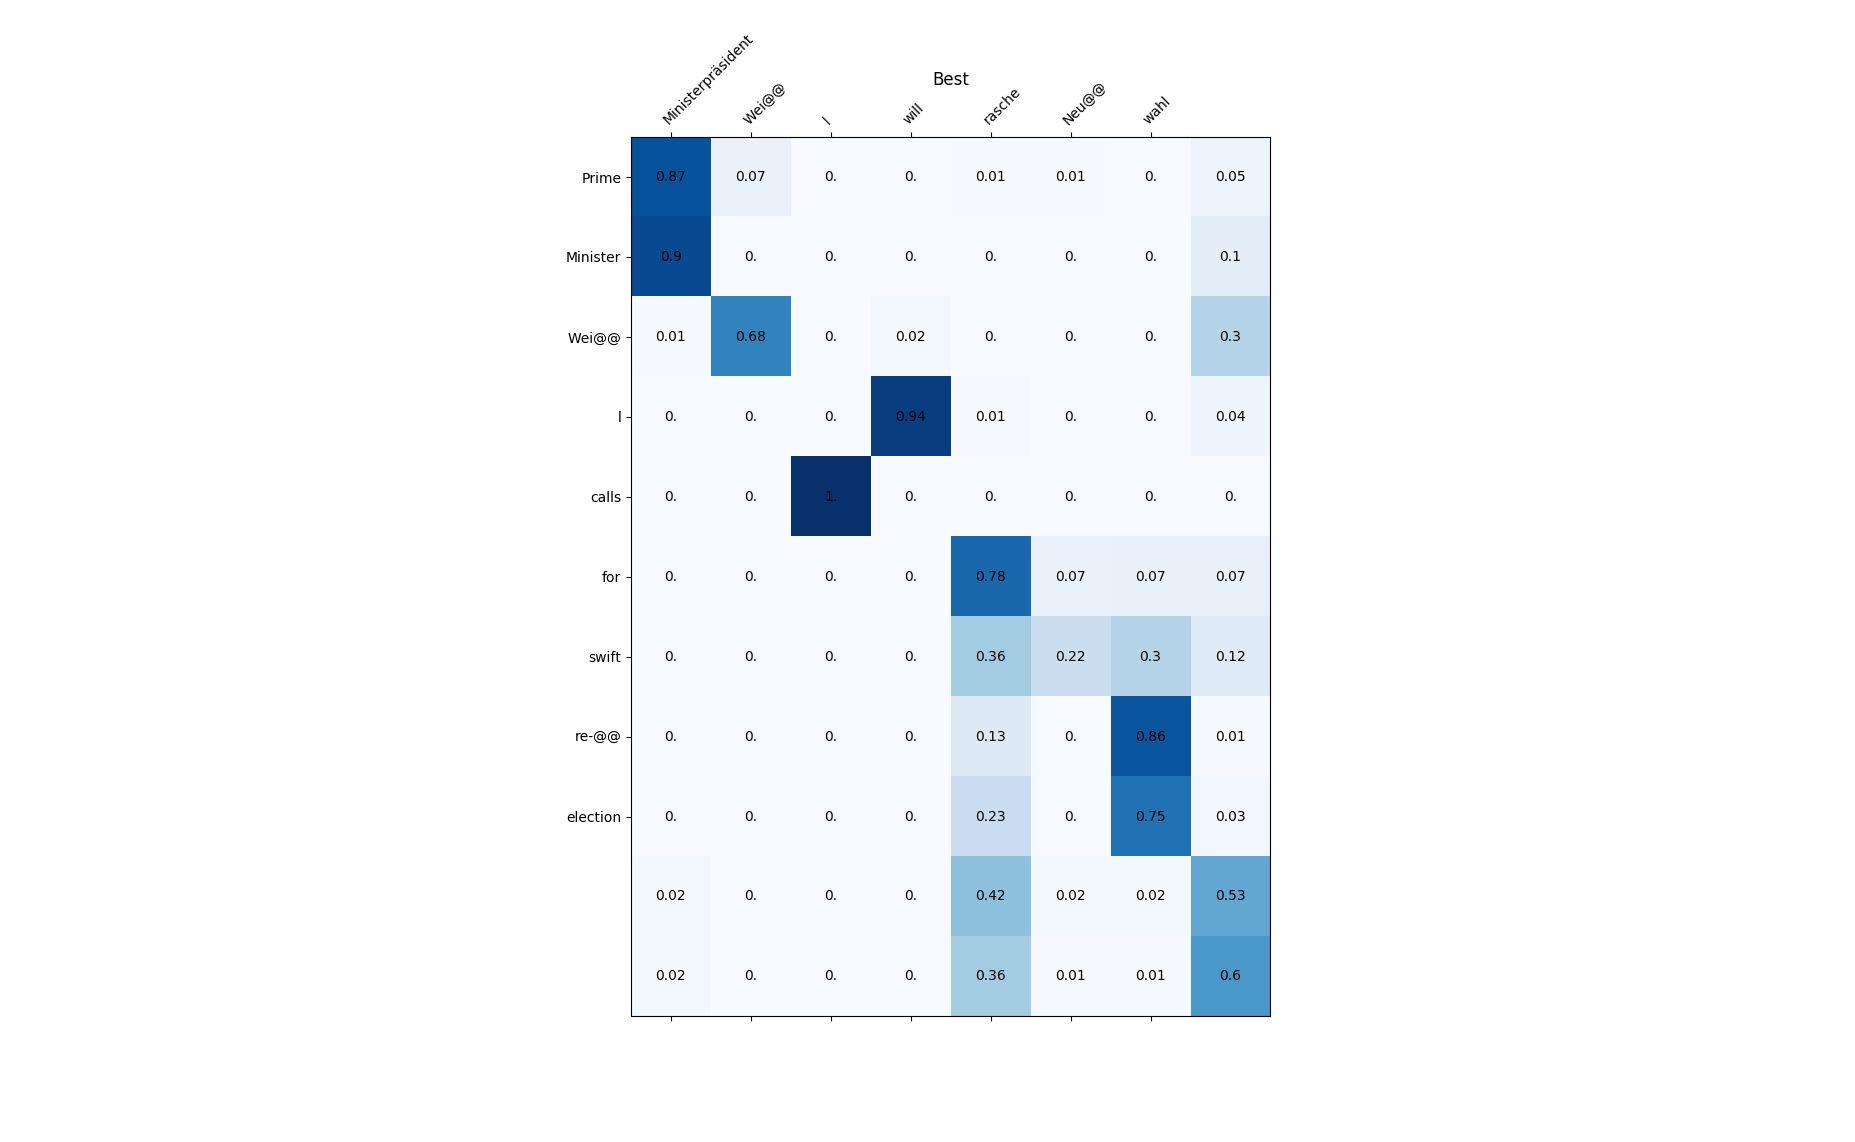 Best
Ministerpräsident Wei@@ l will rasche Neu@@ wahl
Prime 0.87 0.07 0. 0. 0.01 0.01 0. 0.05
Minister 0.9 0. 0. 0. 0. 0. 0. 0.1
Wei@@ 0.01 0.68 0. 0.02 0. 0. 0. 0.3
l 0. 0. 0. 0.94 0.01 0. 0. 0.04
calls 0. 0. 1. 0. 0. 0. 0. 0.
for 0. 0. 0. 0. 0.78 0.07 0.07 0.07
swift 0. 0. 0. 0. 0.36 0.22 0.3 0.12
re-@@ 0. 0. 0. 0. 0.13 0. 0.86 0.01
election 0. 0. 0. 0. 0.23 0. 0.75 0.03
0.02 0. 0. 0. 0.42 0.02 0.02 0.53
0.02 0. 0. 0. 0.36 0.01 0.01 0.6